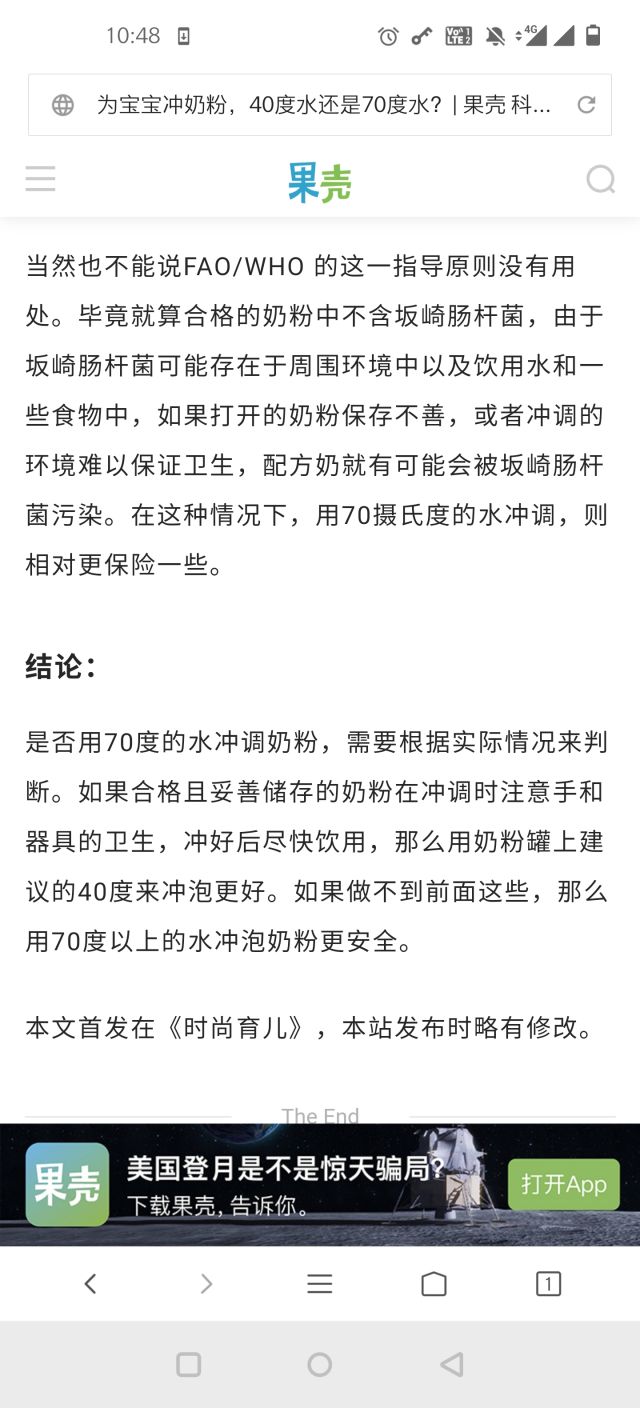 10:48
VoLTE 1 2
4G
为宝宝冲奶粉，40度水还是70度水？| 果壳 科...
果壳
当然也不能说FAO/WHO 的这一指导原则没有用
处。毕竟就算合格的奶粉中不含坂崎肠杆菌，由于
坂崎肠杆菌可能存在于周围环境中以及饮用水和一
些食物中，如果打开的奶粉保存不善，或者冲调的
环境难以保证卫生，配方奶就有可能会被坂崎肠杆
菌污染。在这种情况下，用70摄氏度的水冲调，则
相对更保险一些。
结论：
是否用70度的水冲调奶粉，需要根据实际情况来判
断。如果合格且妥善储存的奶粉在冲调时注意手和
器具的卫生，冲好后尽快饮用，那么用奶粉罐上建
议的40度来冲泡更好。如果做不到前面这些，那么
用70度以上的水冲泡奶粉更安全。
本文首发在《时尚育儿》，本站发布时略有修改。
The End
果壳
美国登月是不是惊天骗局?
下载果壳, 告诉你。
打开App
1